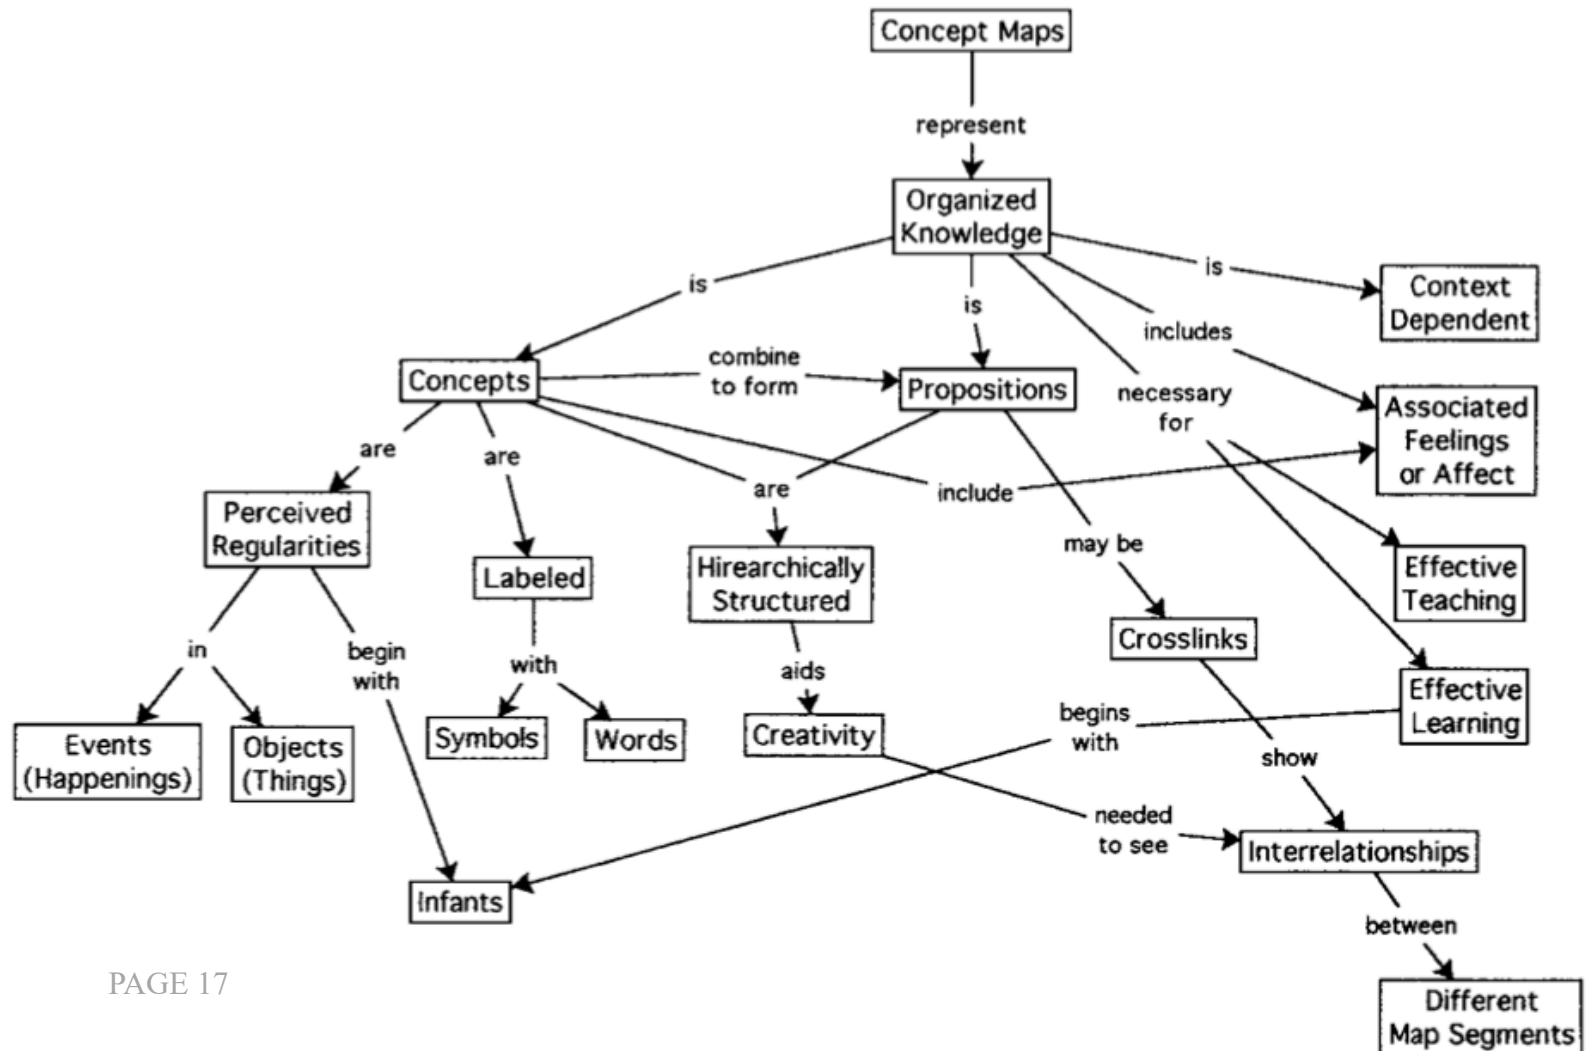 Concept Maps
represent
Organized
Knowledge
is
is
is
Context
Dependent
includes
combine
to form
Concepts
Propositions
necessary
for
Associated
Feelings
or Affect
are
are
are
include
Perceived
Regularities
may be
Labeled
Hirearchically
Structured
Effective
Teaching
Crosslinks
in
begin
with
with
aids
Effective
Learning
begins
with
Events
(Happenings)
Objects
(Things)
Symbols
Words
Creativity
show
needed
to see
Interrelationships
Infants
between
PAGE 17
Different
Map Segments